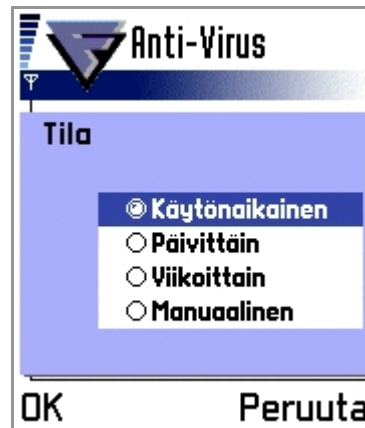 Anti-Virus
Tila
Käytönaikainen
Päivittäin
Viikoittain
Manuaalinen
OK Peruuta